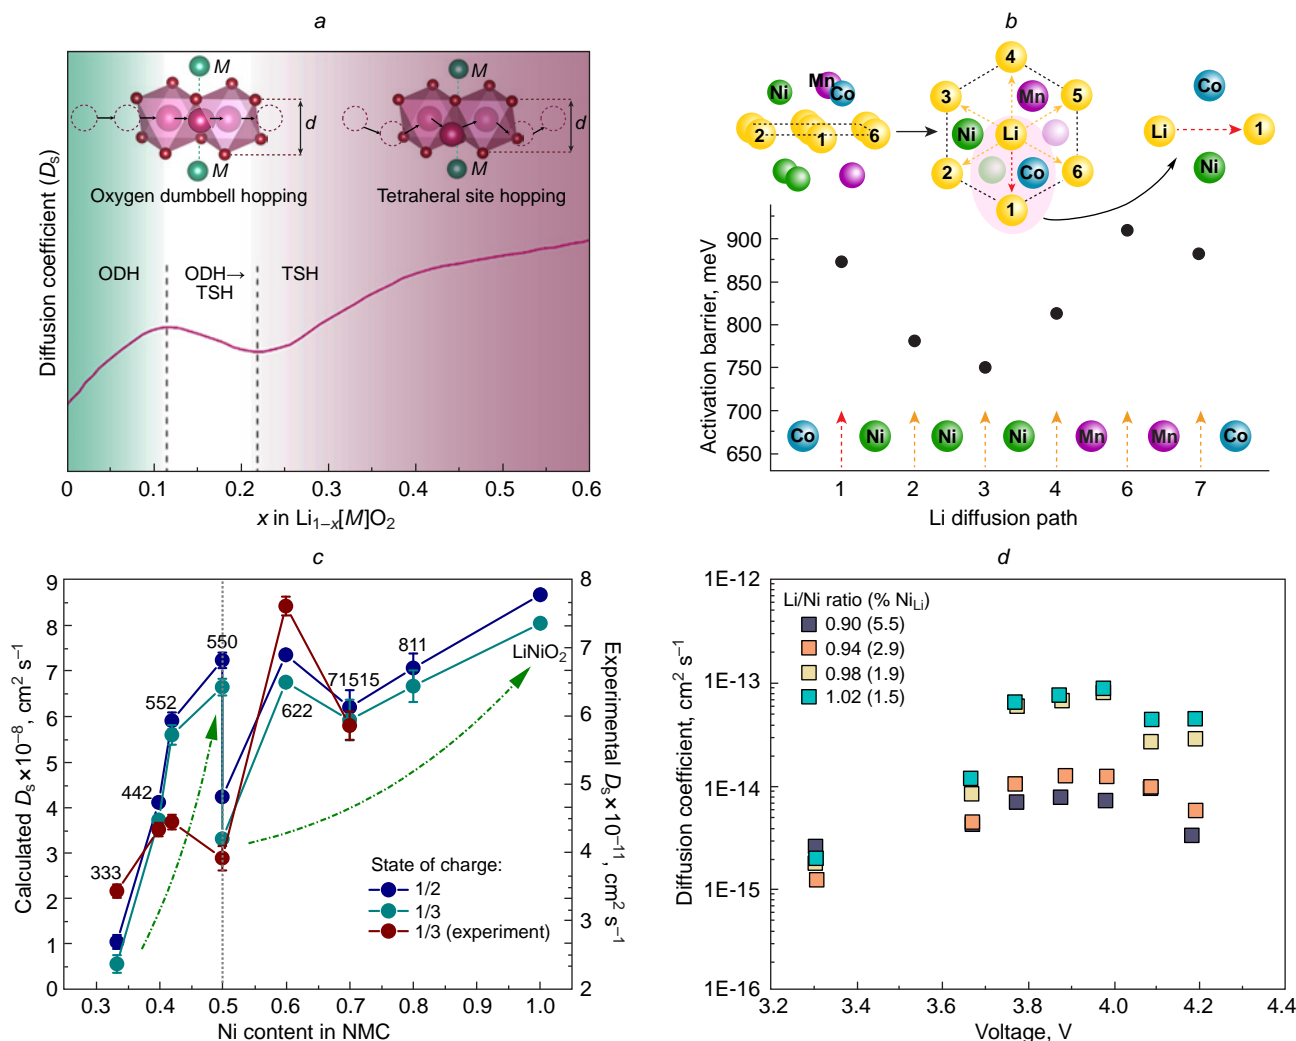 a
M
M
d
d
M
M
Oxygen dumbbell hopping
Tetraheral site hopping
ODH
ODH→
TSH
TSH
Diffusion coefficient (Ds)
0 0.1 0.2 0.3 0.4 0.5 0.6
x in Li1–x[M]O2
b
Ni
Mn
Co
2 1 6
4
3
5
Mn
Ni
Li
2
Co
6
1
Co
Li
1
Ni
Activation barrier, meV
900
850
800
750
700
650
Co Ni Ni Ni Mn Mn Co
1 2 3 4 6 7
Li diffusion path
c
Calculated Ds×10–8, cm2 s–1
9
8
7
6
5
4
3
2
1
0
333
442
552
550
622
71515
811
LiNiO2
State of charge:
1/2
1/3
1/3 (experiment)
0.3 0.4 0.5 0.6 0.7 0.8 0.9 1.0
Ni content in NMC
8
7
6
5
4
3
2
Experimental Ds×10–11, cm2 s–1
d
Diffusion coefficient, cm2 s–1
1E-12
1E-13
1E-14
1E-15
1E-16
Li/Ni ratio (% NiLi)
0.90 (5.5)
0.94 (2.9)
0.98 (1.9)
1.02 (1.5)
3.2 3.4 3.6 3.8 4.0 4.2 4.4
Voltage, V